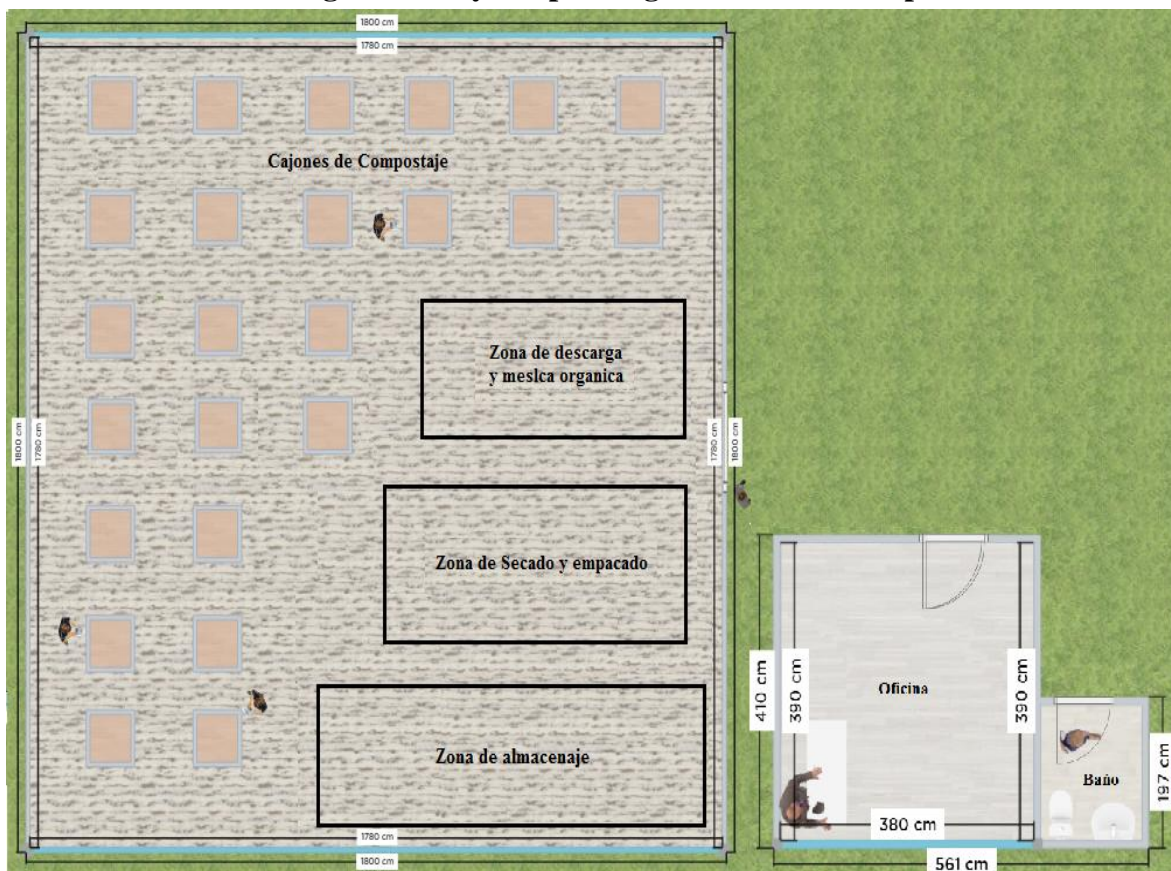 1800 cm
1780 cm
Cajones de Compostaje
Zona de descarga
y meslca organica
1800 cm
1780 cm
1780 cm
1800 cm
Zona de Secado y empacado
Zona de almacenaje
1780 cm
1800 cm
410 cm
390 cm
Oficina
390 cm
380 cm
561 cm
Baño
197 cm